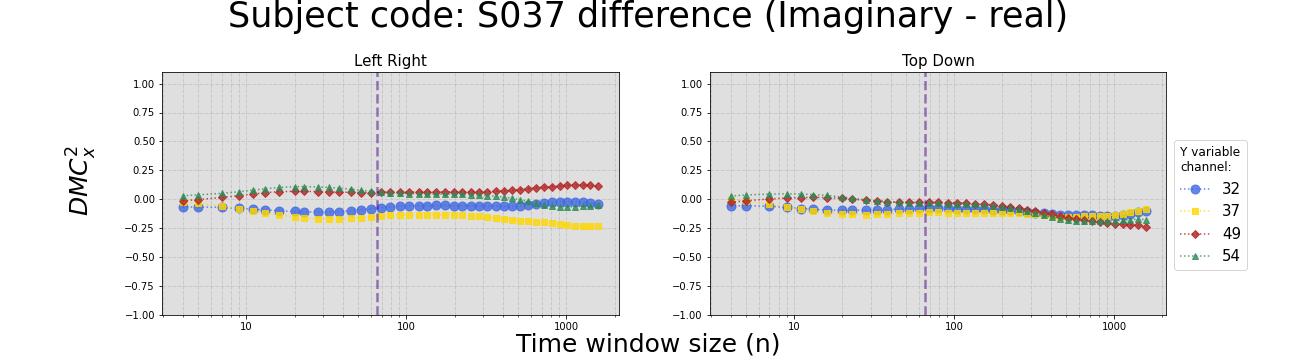 Subject code: S037 difference (Imaginary - real)
Left Right
Top Down
DMC²ₓ
1.00
0.75
0.50
0.25
0.00
−0.25
−0.50
−0.75
−1.00
10 100 1000
1.00
0.75
0.50
0.25
0.00
−0.25
−0.50
−0.75
−1.00
10 100 1000
Y variable
channel:
32
37
49
54
Time window size (n)